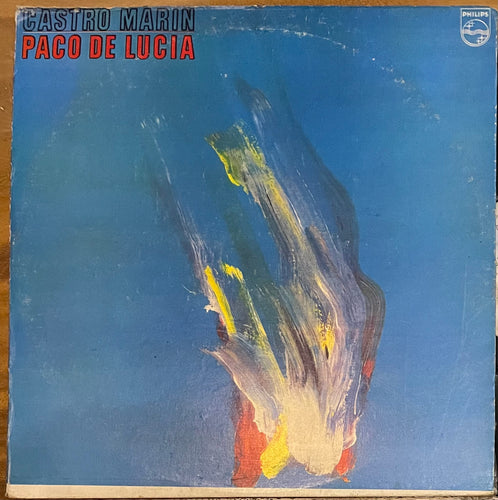 CASTRO MARIN
PACO DE LUCIA
PHILIPS